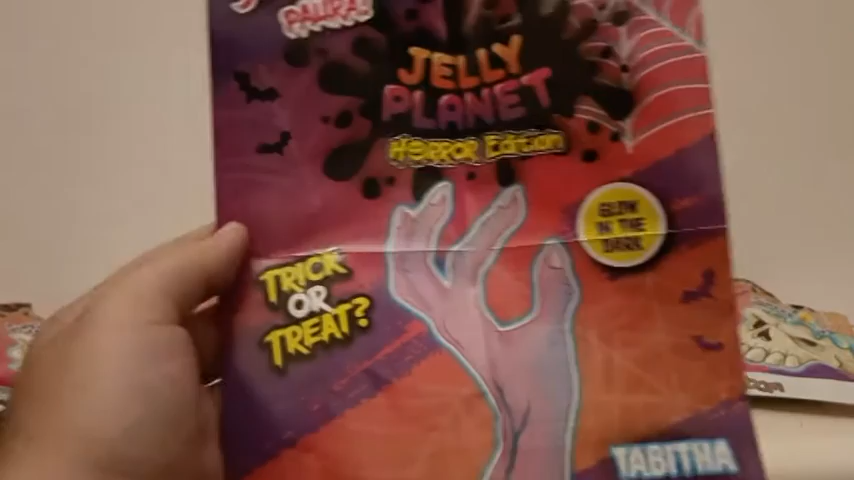 PAURA!
JELLY
PLANET
HORROR Edition
GLOW
IN THE
DARK
TRICK
OR
TREAT?
TABITHA